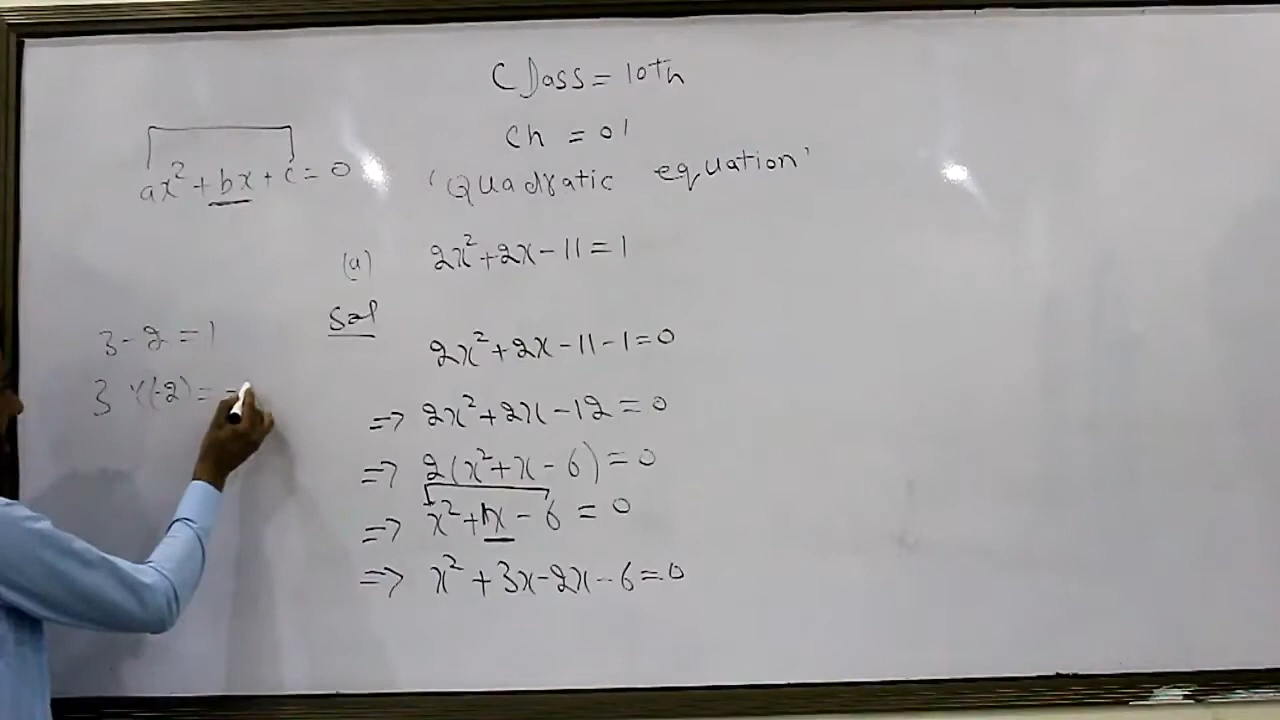 Class = 10th
Ch = 01
'Quadratic equation'
ax² + bx + c = 0
(a) 2x² + 2x - 11 = 1
Sol
2x² + 2x - 11 - 1 = 0
=> 2x² + 2x - 12 = 0
=> 2(x² + x - 6) = 0
=> x² + 1x - 6 = 0
=> x² + 3x - 2x - 6 = 0
3 - 2 = 1
3 × (-2) = -